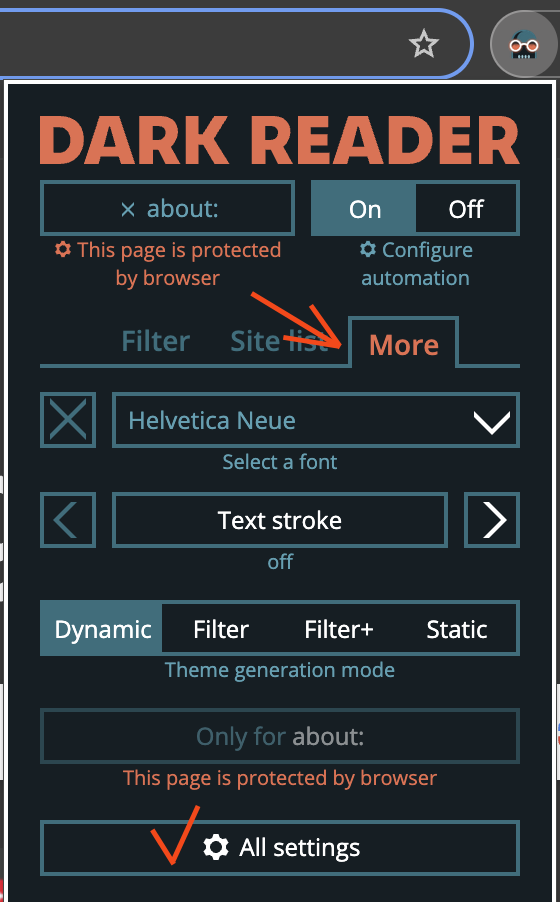 DARK READER
× about:
On
Off
This page is protected
by browser
Configure
automation
Filter
Site list
More
Helvetica Neue
Select a font
Text stroke
off
Dynamic
Filter
Filter+
Static
Theme generation mode
Only for about:
This page is protected by browser
All settings